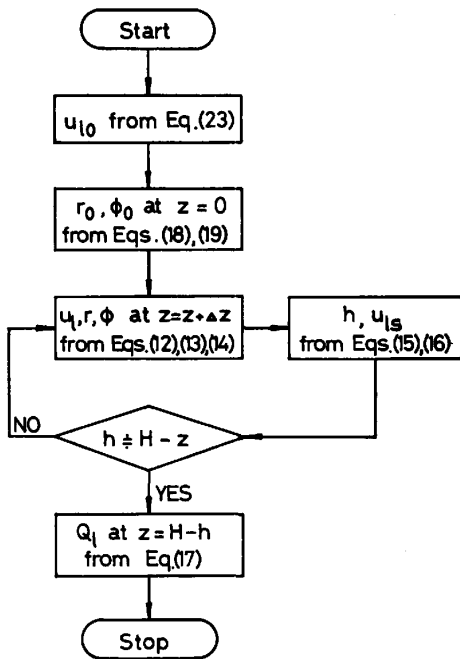 Start
u_l0 from Eq.(23)
r_0, ϕ_0 at z = 0
from Eqs.(18),(19)
u_l, r, ϕ at z=z+Δz
from Eqs.(12),(13),(14)
h, u_ls
from Eqs.(15),(16)
NO
h ≑ H - z
YES
Q_l at z=H-h
from Eq.(17)
Stop